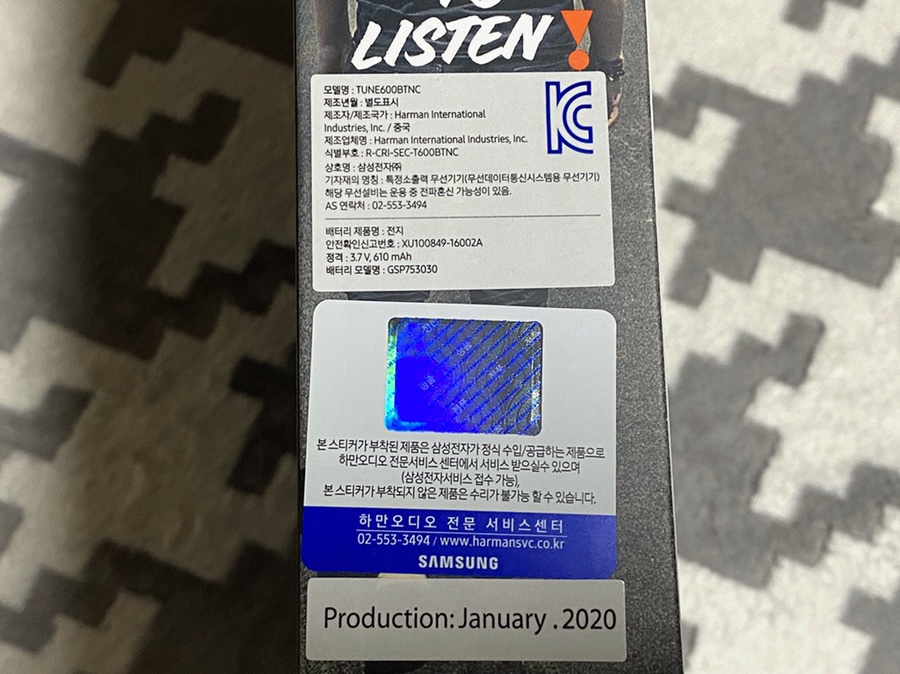 LISTEN!
모델명 : TUNE600BTNC
제조년월 : 별도표시
제조자/제조국가 : Harman International
Industries, Inc. / 중국
제조업체명 : Harman International Industries, Inc.
식별부호 : R-CRI-SEC-T600BTNC
상호명 : 삼성전자㈜
기자재의 명칭 : 특정소출력 무선기기(무선데이터통신시스템용 무선기기)
해당 무선설비는 운용 중 전파혼신 가능성이 있음.
AS 연락처 : 02-553-3494
배터리 제품명 : 전지
안전확인신고번호 : XU100849-16002A
정격 : 3.7 V, 610 mAh
배터리 모델명 : GSP753030
본 스티커가 부착된 제품은 삼성전자가 정식 수입/공급하는 제품으로
하만오디오 전문서비스 센터에서 서비스 받으실수 있으며
(삼성전자서비스 접수 가능),
본 스티커가 부착되지 않은 제품은 수리가 불가능 할 수 있습니다.
하만오디오 전문 서비스센터
02-553-3494 / www.harmansvc.co.kr
SAMSUNG
Production: January . 2020